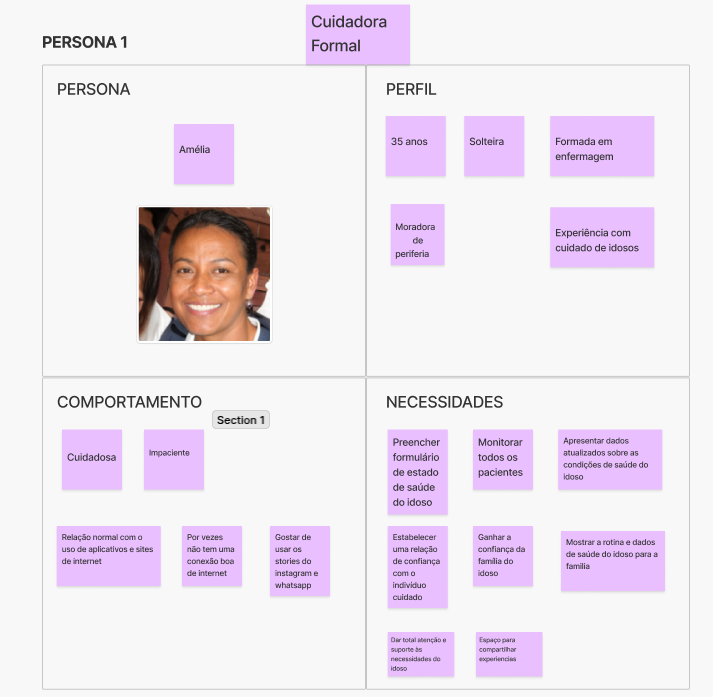 Cuidadora
Formal
PERSONA 1
PERSONA
Amélia
PERFIL
35 anos
Solteira
Formada em
enfermagem
Moradora
de
periferia
Experiência com
cuidado de idosos
COMPORTAMENTO
Section 1
Cuidadosa
Impaciente
Relação normal com o
uso de aplicativos e sites
de internet
Por vezes
não tem uma
conexão boa
de internet
Gostar de
usar os
stories do
instagram e
whatsapp
NECESSIDADES
Preencher
formulário
de estado
de saúde
do idoso
Monitorar
todos os
pacientes
Apresentar dados
atualizados sobre as
condições de saúde do
idoso
Estabelecer
uma relação
de confiança
com o
indivíduo
cuidado
Ganhar a
confiança da
família do
idoso
Mostrar a rotina e dados
de saúde do idoso para a
família
Dar total atenção e
suporte às
necessidades do
idoso
Espaço para
compartilhar
experiencias